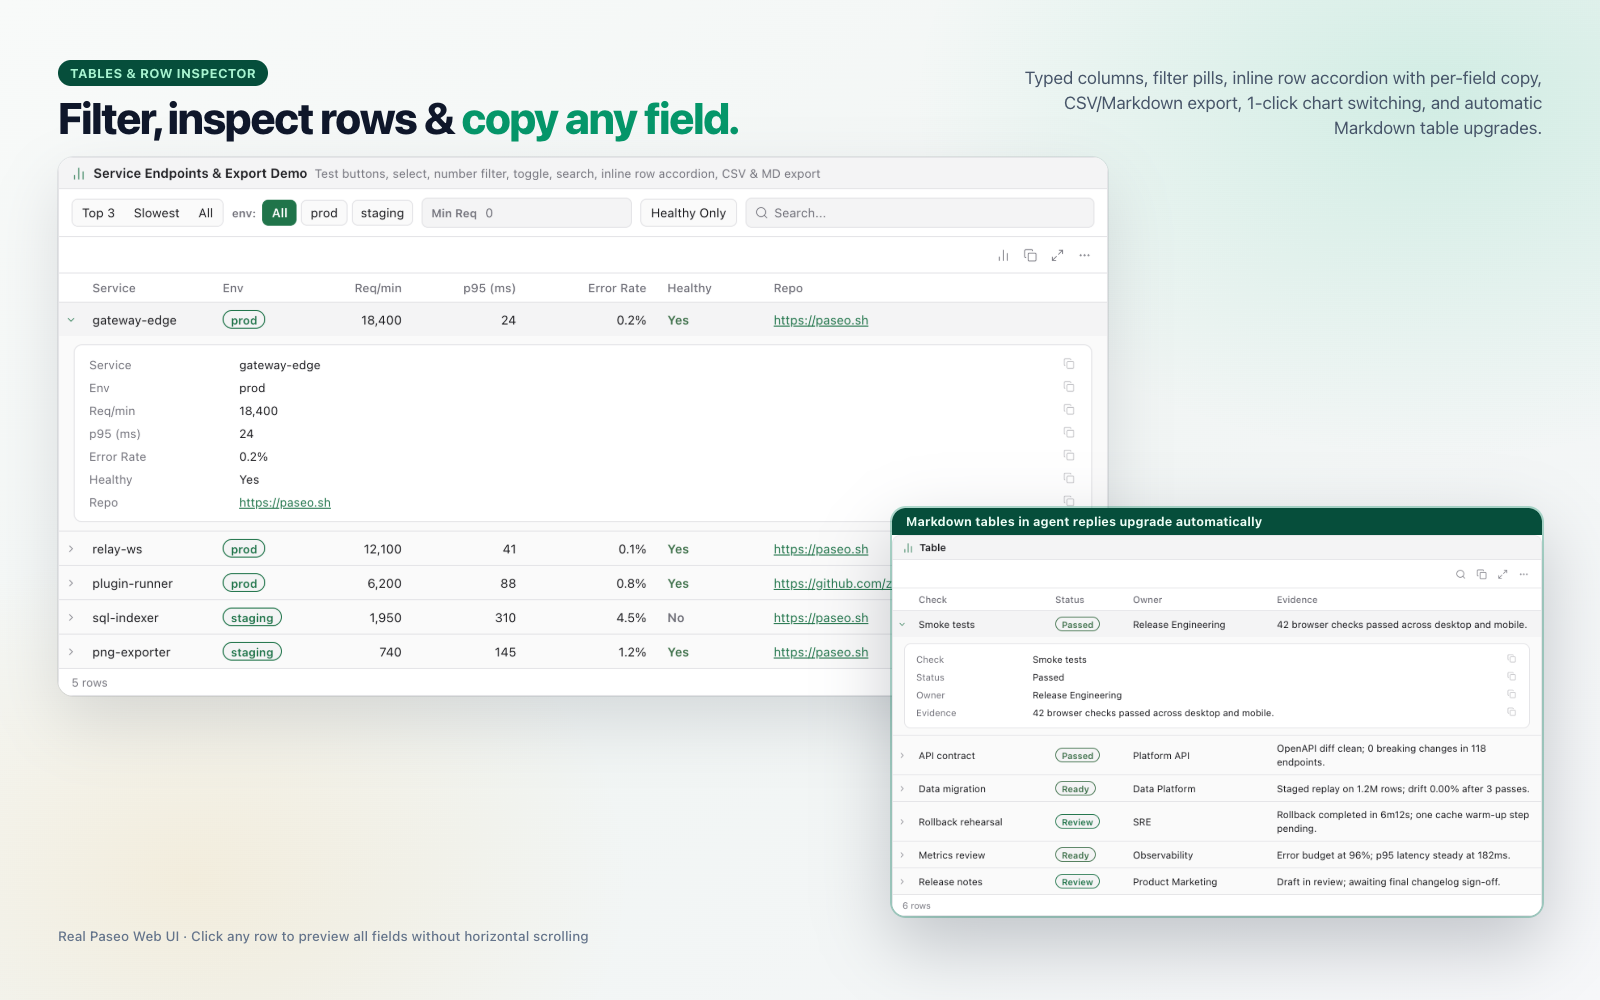 TABLES & ROW INSPECTOR
Filter, inspect rows & copy any field.
Typed columns, filter pills, inline row accordion with per-field copy,
CSV/Markdown export, 1-click chart switching, and automatic
Markdown table upgrades.
Service Endpoints & Export Demo Test buttons, select, number filter, toggle, search, inline row accordion, CSV & MD export
Top 3 Slowest All env: All prod staging Min Req 0 Healthy Only Search...
Service Env Req/min p95 (ms) Error Rate Healthy Repo
gateway-edge prod 18,400 24 0.2% Yes https://paseo.sh
Service gateway-edge
Env prod
Req/min 18,400
p95 (ms) 24
Error Rate 0.2%
Healthy Yes
Repo https://paseo.sh
relay-ws prod 12,100 41 0.1% Yes https://paseo.sh
plugin-runner prod 6,200 88 0.8% Yes https://github.com/z
sql-indexer staging 1,950 310 4.5% No https://paseo.sh
png-exporter staging 740 145 1.2% Yes https://paseo.sh
5 rows
Markdown tables in agent replies upgrade automatically
Table
Check Status Owner Evidence
Smoke tests Passed Release Engineering 42 browser checks passed across desktop and mobile.
Check Smoke tests
Status Passed
Owner Release Engineering
Evidence 42 browser checks passed across desktop and mobile.
API contract Passed Platform API OpenAPI diff clean; 0 breaking changes in 118
endpoints.
Data migration Ready Data Platform Staged replay on 1.2M rows; drift 0.00% after 3 passes.
Rollback rehearsal Review SRE Rollback completed in 6m12s; one cache warm-up step
pending.
Metrics review Ready Observability Error budget at 96%; p95 latency steady at 182ms.
Release notes Review Product Marketing Draft in review; awaiting final changelog sign-off.
6 rows
Real Paseo Web UI · Click any row to preview all fields without horizontal scrolling